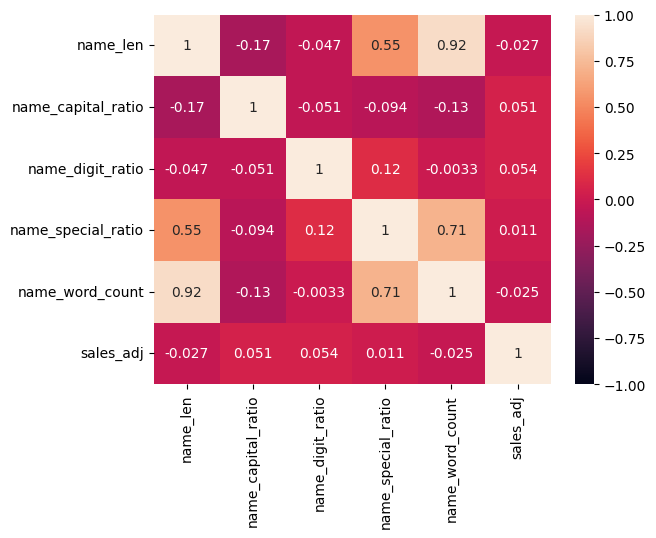 name_len 1 -0.17 -0.047 0.55 0.92 -0.027
name_capital_ratio -0.17 1 -0.051 -0.094 -0.13 0.051
name_digit_ratio -0.047 -0.051 1 0.12 -0.0033 0.054
name_special_ratio 0.55 -0.094 0.12 1 0.71 0.011
name_word_count 0.92 -0.13 -0.0033 0.71 1 -0.025
sales_adj -0.027 0.051 0.054 0.011 -0.025 1
name_len
name_capital_ratio
name_digit_ratio
name_special_ratio
name_word_count
sales_adj
1.00
0.75
0.50
0.25
0.00
−0.25
−0.50
−0.75
−1.00